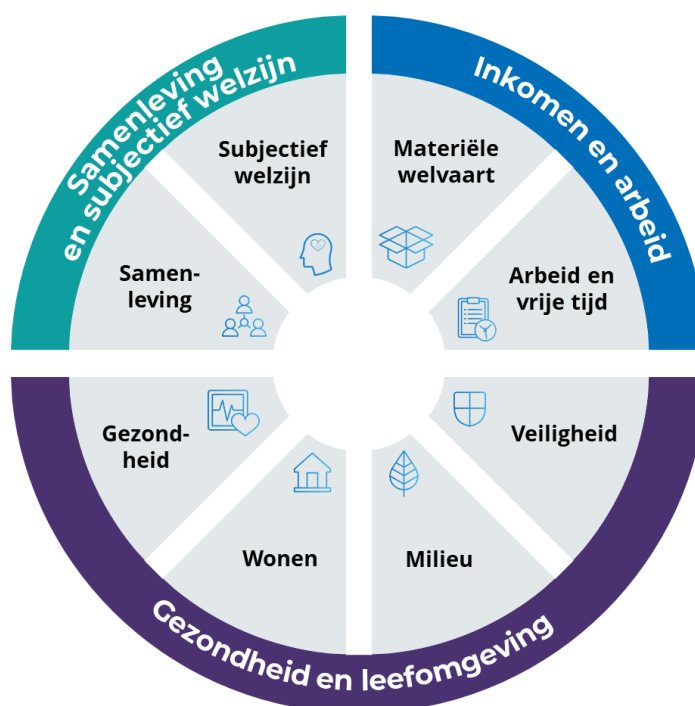 Samenleving
en subjectief welzijn
Inkomen en arbeid
Subjectief
welzijn
Materiële
welvaart
Samen-
leving
Arbeid en
vrije tijd
Gezond-
heid
Veiligheid
Wonen
Milieu
Gezondheid en leefomgeving